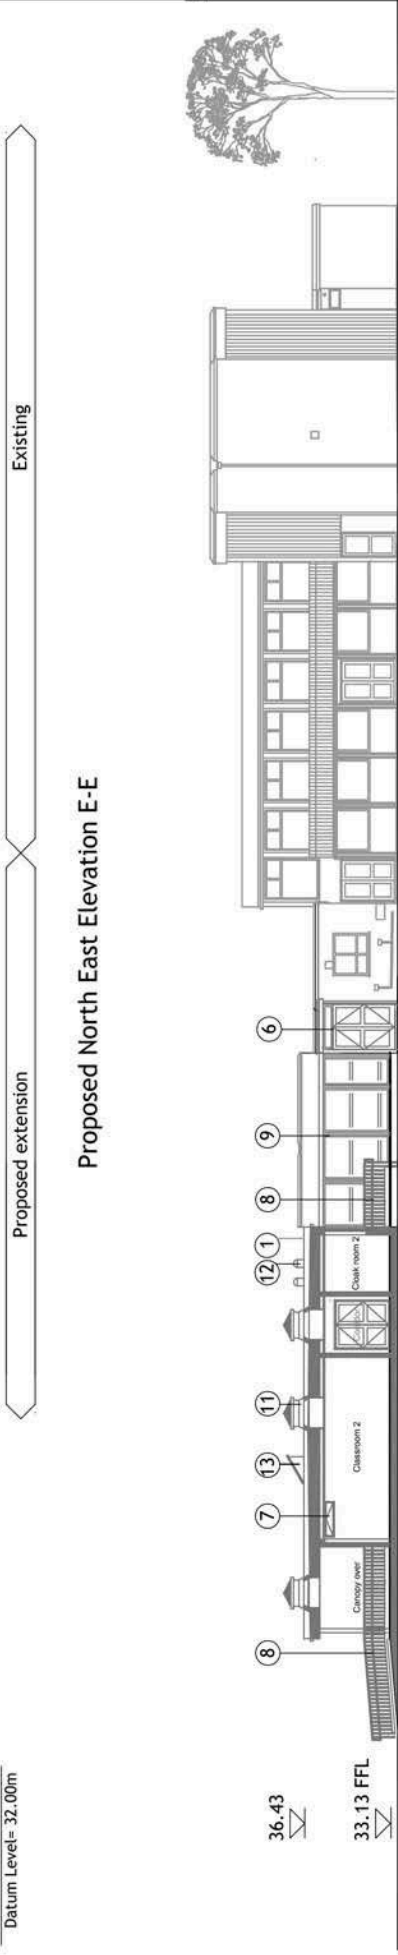 Datum Level= 32.00m
Proposed extension
Existing
Proposed North East Elevation E-E
36.43
33.13 FFL
8
7
13
11
12
1
8
9
6
Canopy over
Classroom 2
Cloak room 2